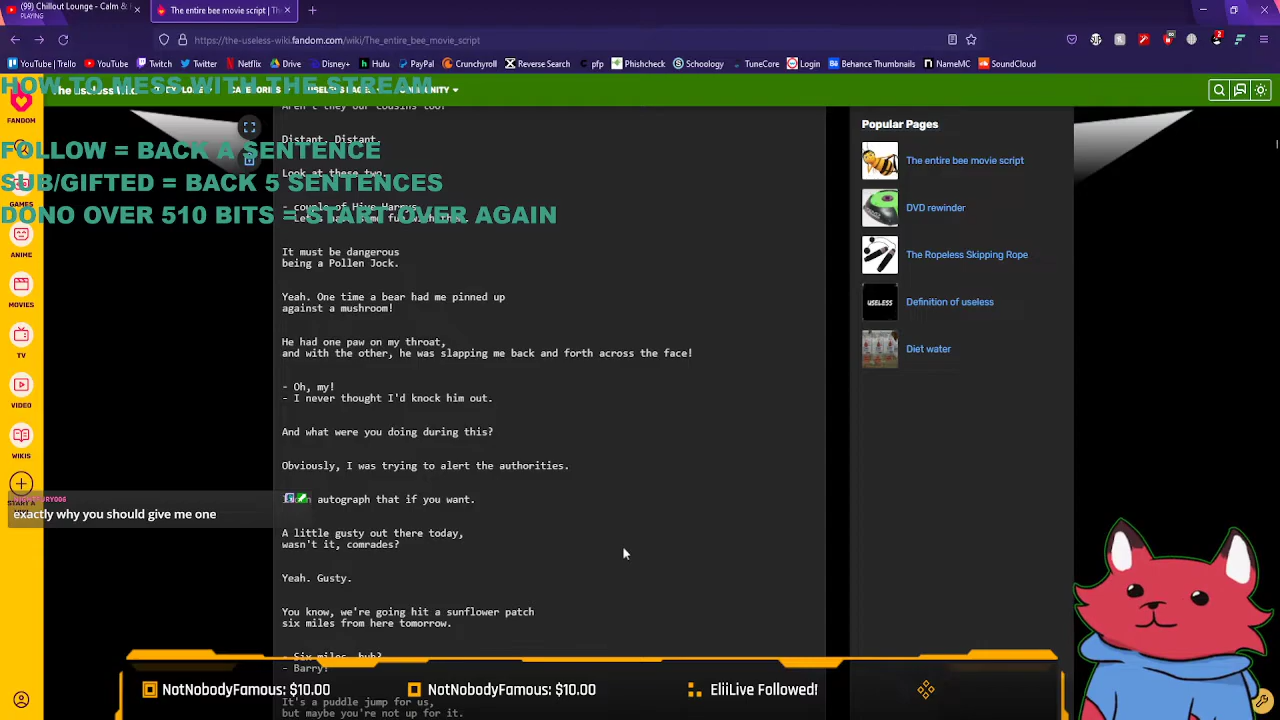 (99) Chillout Lounge - Calm &
PLAYING
The entire bee movie script | Th
https://the-useless-wiki.fandom.com/wiki/The_entire_bee_movie_script
YouTube | Trello
YouTube
Twitch
Twitter
Netflix
Drive
Disney+
Hulu
PayPal
Crunchyroll
Reverse Search
pfp
Phishcheck
Schoology
TuneCore
Login
Behance Thumbnails
NameMC
SoundCloud
HOW TO MESS WITH THE STREAM
FOLLOW = BACK A SENTENCE
SUB/GIFTED = BACK 5 SENTENCES
DONO OVER 510 BITS = START OVER AGAIN
FANDOM
GAMES
ANIME
MOVIES
TV
VIDEO
WIKIS
START A
Aren't they our cousins too?
Distant. Distant.
Look at these two.
- couple of Hive Harrys.
It must be dangerous
being a Pollen Jock.
Yeah. One time a bear had me pinned up
against a mushroom!
He had one paw on my throat,
and with the other, he was slapping me back and forth across the face!
- Oh, my!
- I never thought I'd knock him out.
And what were you doing during this?
Obviously, I was trying to alert the authorities.
autograph that if you want.
A little gusty out there today,
wasn't it, comrades?
Yeah. Gusty.
You know, we're going hit a sunflower patch
six miles from here tomorrow.
- Six miles, huh?
- Barry!
It's a puddle jump for us,
but maybe you're not up for it.
exactly why you should give me one
Popular Pages
The entire bee movie script
DVD rewinder
The Ropeless Skipping Rope
USELESS
Definition of useless
Diet water
NotNobodyFamous: $10.00
NotNobodyFamous: $10.00
EliiLive Followed!